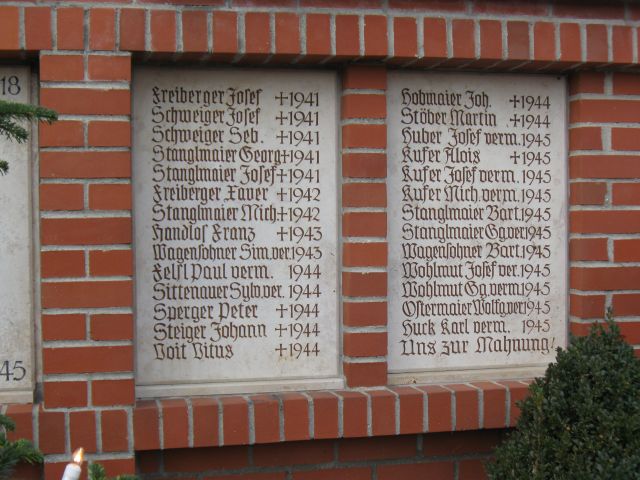 18
45
Freiberger Josef +1941
Schweiger Josef +1941
Schweiger Seb. +1941
Stanglmaier Georg +1941
Stanglmaier Josef +1941
Freiberger Xaver +1942
Stanglmaier Mich +1942
Handlos Franz +1943
Wagensohner Sim. ver. 1943
Felsl Paul verm. 1944
Sittenauer Sylv. ver. 1944
Sperger Peter +1944
Steiger Johann +1944
Voit Vitus +1944
Hobmaier Joh. +1944
Stöber Martin +1944
Huber Josef verm. 1945
Kufer Alois +1945
Kufer Josef verm. 1945
Kufer Mich. verm. 1945
Stanglmaier Bart. 1945
Stanglmaier Gg. ver. 1945
Wagensohner Bart. 1945
Wohlmut Josef ver. 1945
Wohlmut Gg. verm. 1945
Ostermaier Wolfg. ver. 1945
Huck Karl verm. 1945
Uns zur Mahnung!